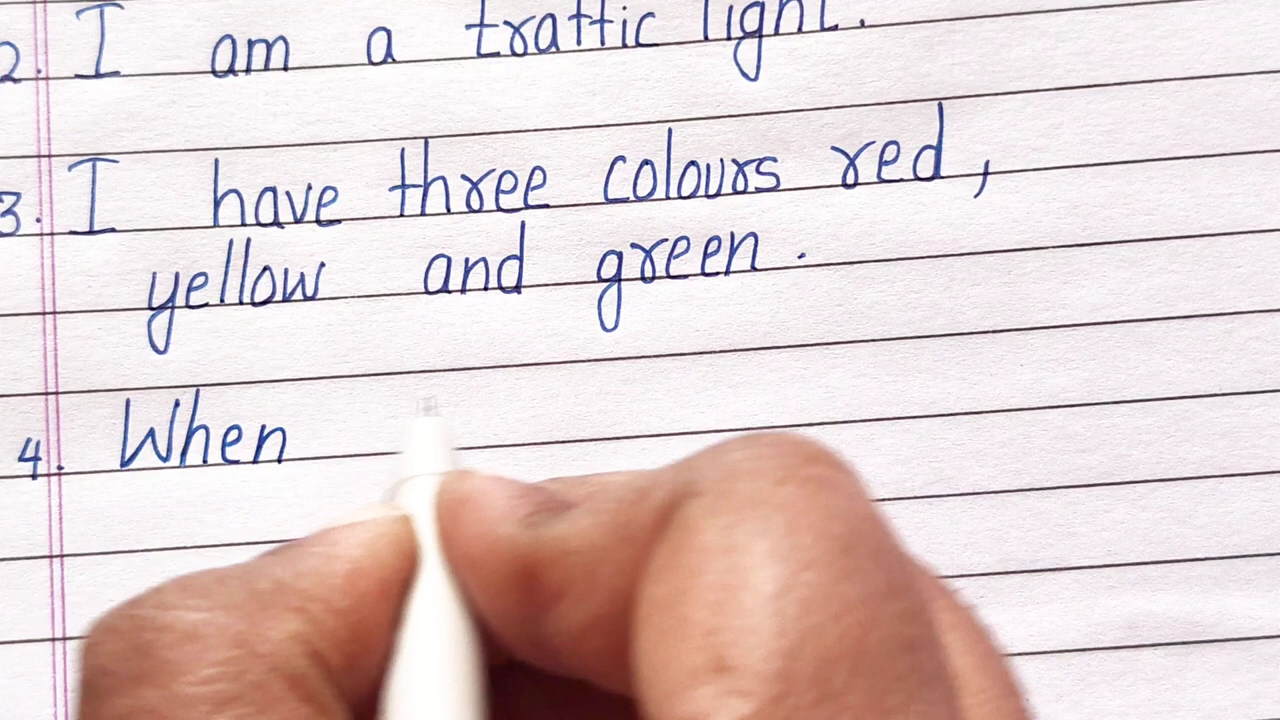 2. I am a traffic light.
3. I have three colours red,
yellow and green.
4. When